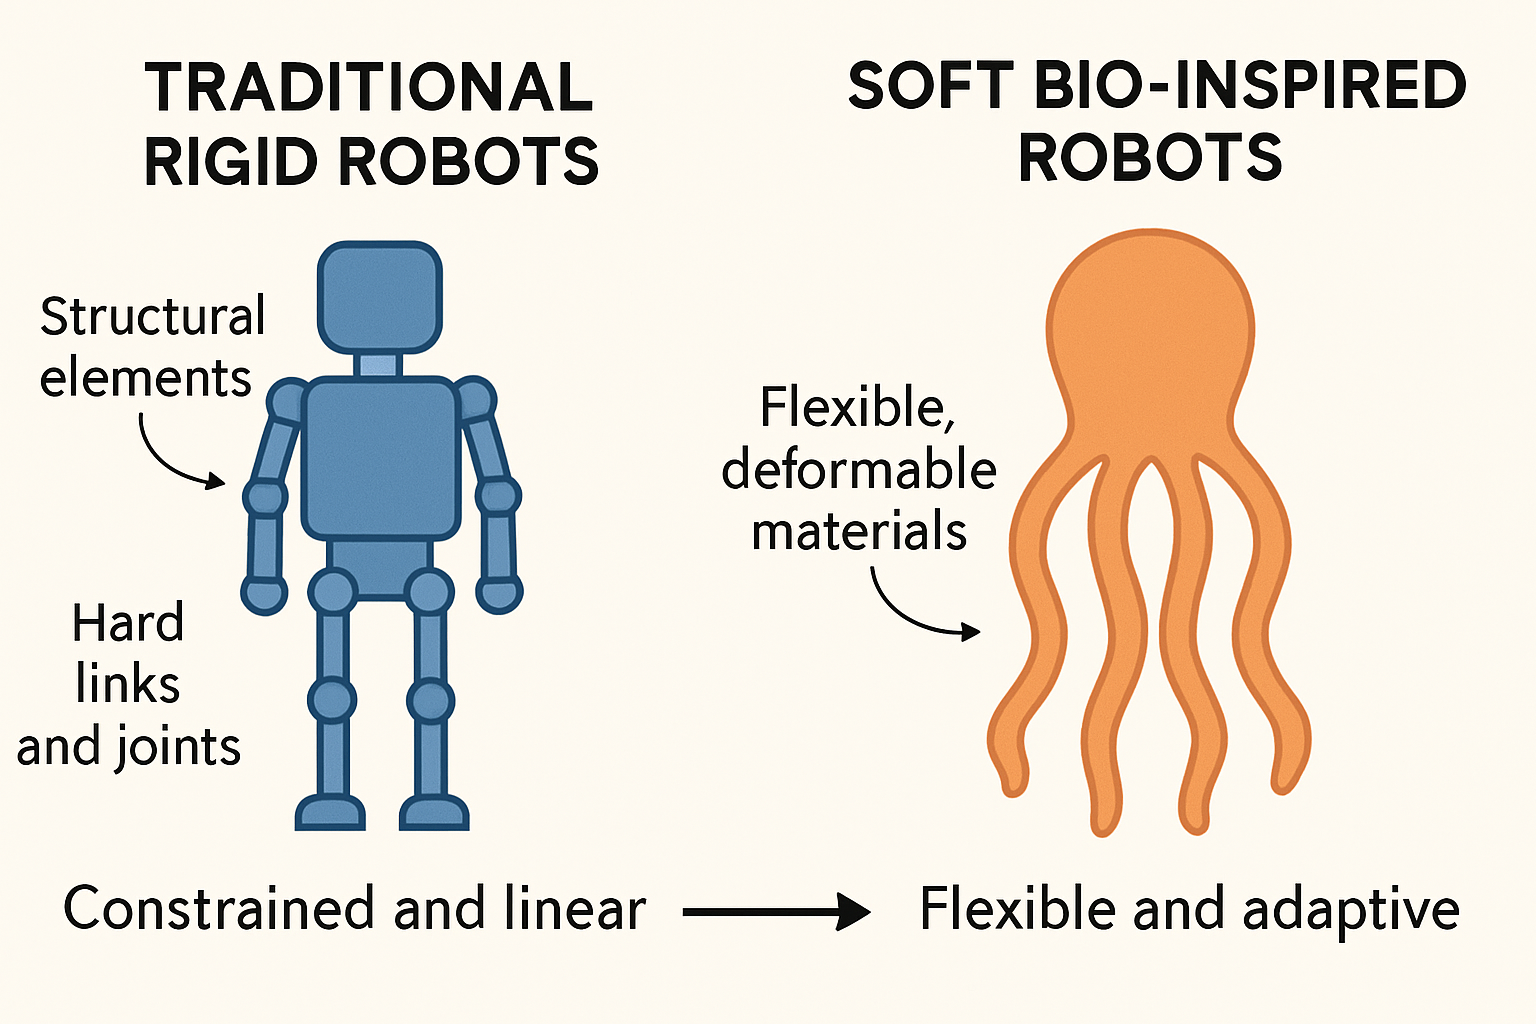 TRADITIONAL
RIGID ROBOTS
Structural
elements
Hard
links
and joints
Constrained and linear
SOFT BIO-INSPIRED
ROBOTS
Flexible,
deformable
materials
Flexible and adaptive